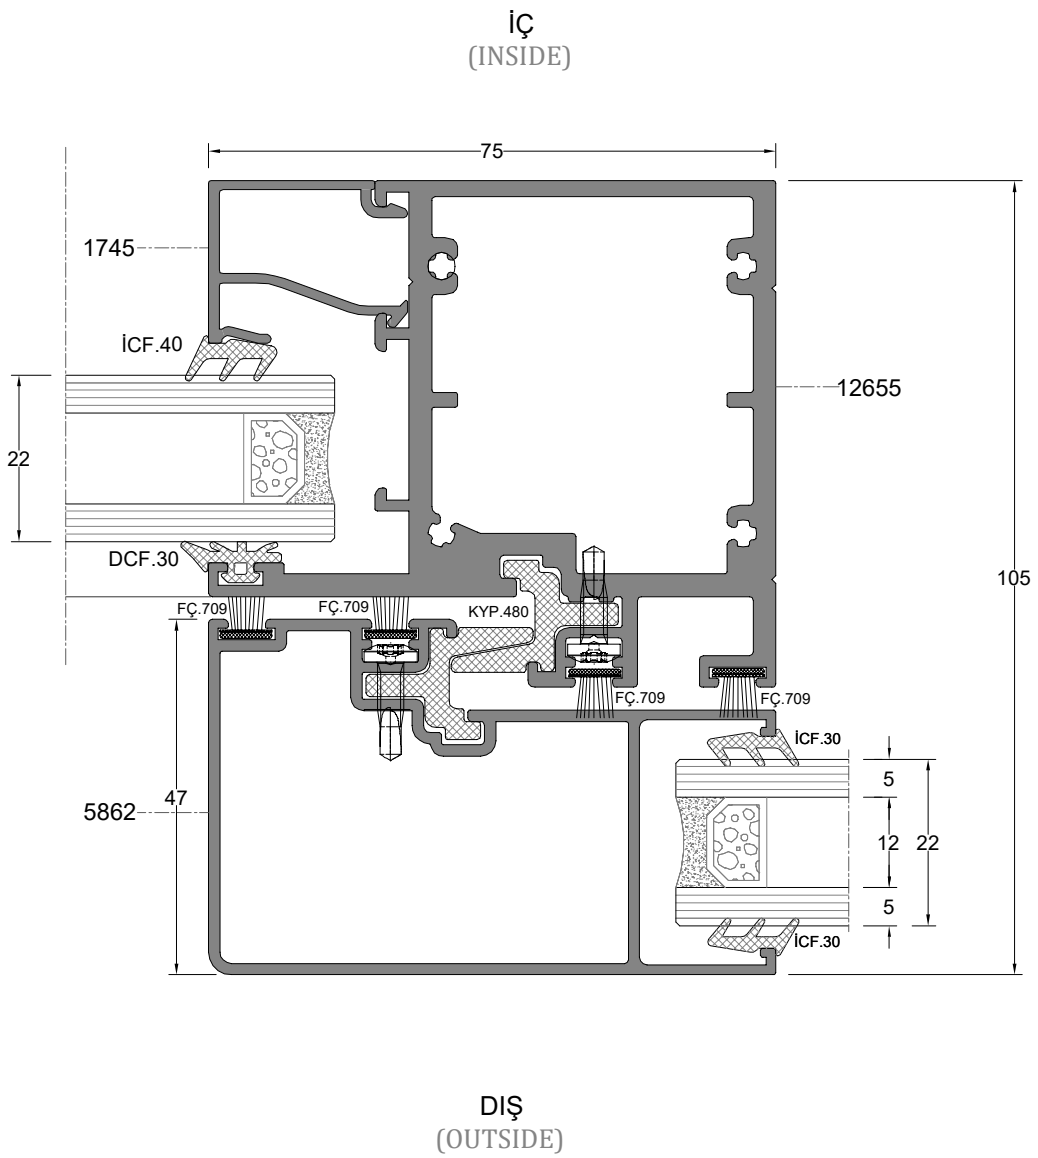 İÇ
(INSIDE)
75
1745
İCF.40
12655
22
DCF.30
105
FÇ.709
FÇ.709
KYP.480
FÇ.709
FÇ.709
İCF.30
5
47
5862
12
22
5
İCF.30
DIŞ
(OUTSIDE)